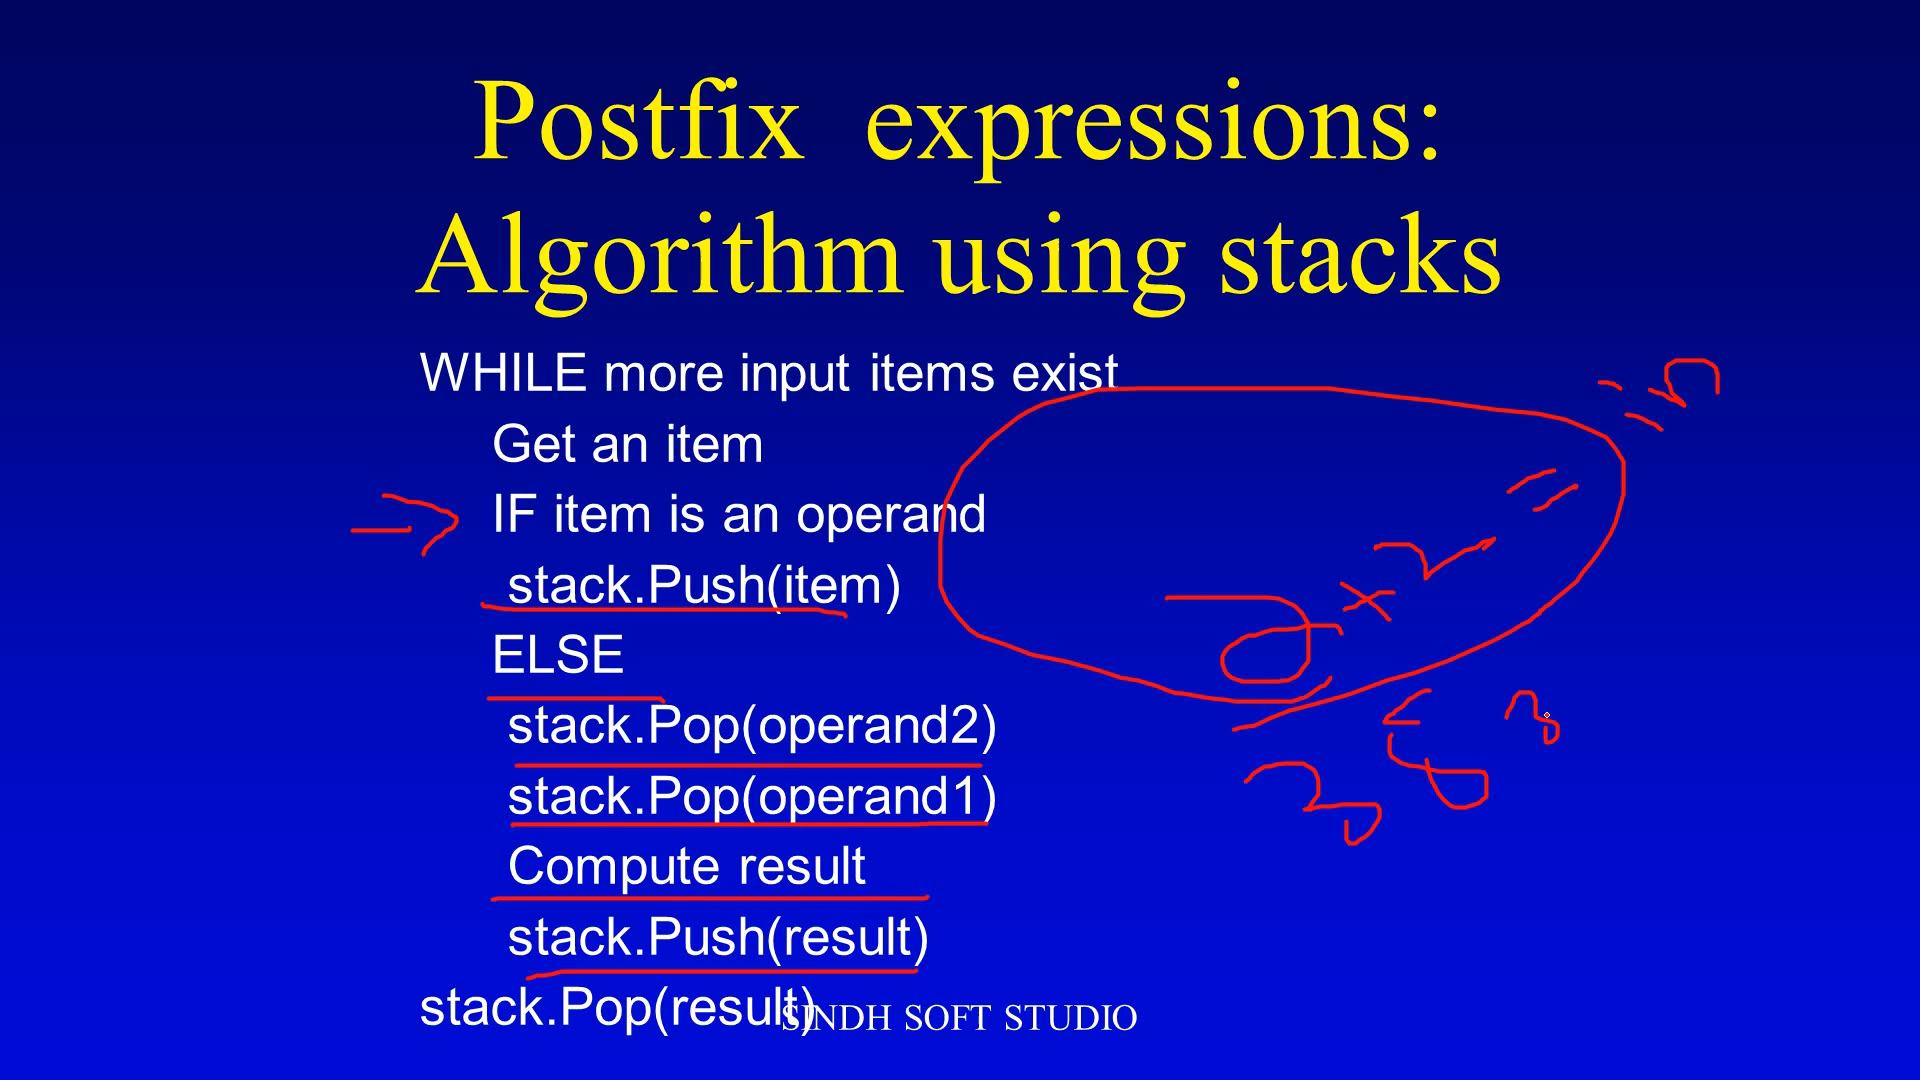 Postfix expressions:
Algorithm using stacks
WHILE more input items exist
Get an item
IF item is an operand
stack.Push(item)
ELSE
stack.Pop(operand2)
stack.Pop(operand1)
Compute result
stack.Push(result)
stack.Pop(result)
SINDH SOFT STUDIO